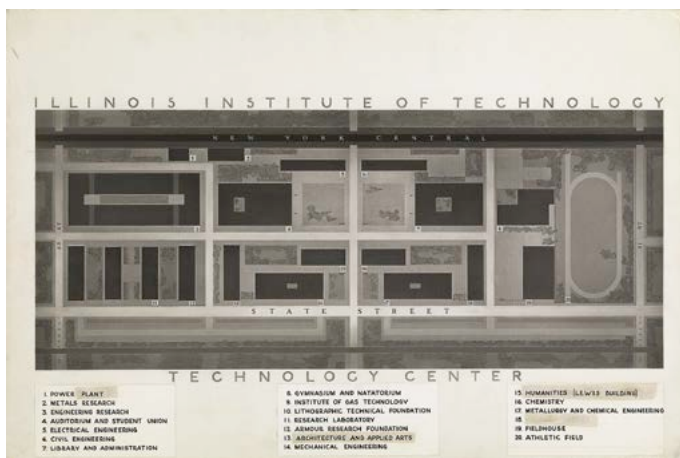 ILLINOIS INSTITUTE OF TECHNOLOGY
NEW YORK CENTRAL
STATE STREET
TECHNOLOGY CENTER
1. POWER PLANT
2. METALS RESEARCH
3. ENGINEERING RESEARCH
4. AUDITORIUM AND STUDENT UNION
5. ELECTRICAL ENGINEERING
6. CIVIL ENGINEERING
7. LIBRARY AND ADMINISTRATION
8. GYMNASIUM AND NATATORIUM
9. INSTITUTE OF GAS TECHNOLOGY
10. LITHOGRAPHIC TECHNICAL FOUNDATION
11. RESEARCH LABORATORY
12. ARMOUR RESEARCH FOUNDATION
13. ARCHITECTURE AND APPLIED ARTS
14. MECHANICAL ENGINEERING
15. HUMANITIES (LEWIS BUILDING)
16. CHEMISTRY
17. METALLURGY AND CHEMICAL ENGINEERING
18
19. FIELDHOUSE
20. ATHLETIC FIELD